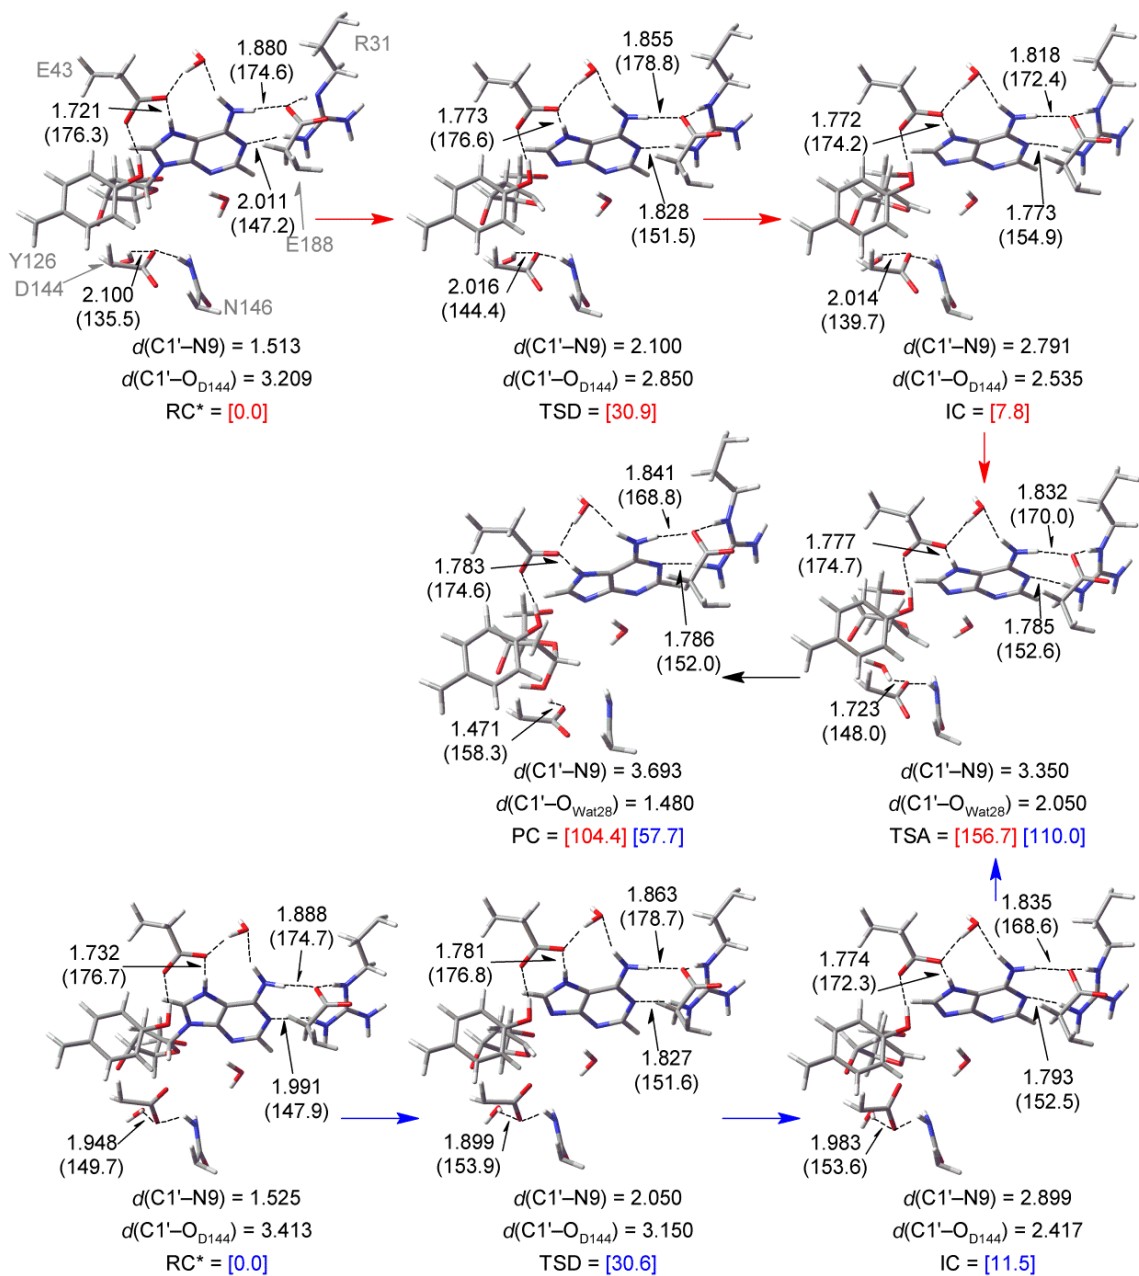 E43
1.880
(174.6)
R31
1.721
(176.3)
2.011
(147.2)
E188
Y126
D144
2.100
(135.5)
N146
d(C1'–N9) = 1.513
d(C1'–O_D144) = 3.209
RC* = [0.0]
1.855
(178.8)
1.773
(176.6)
1.828
(151.5)
2.016
(144.4)
d(C1'–N9) = 2.100
d(C1'–O_D144) = 2.850
TSD = [30.9]
1.818
(172.4)
1.772
(174.2)
1.773
(154.9)
2.014
(139.7)
d(C1'–N9) = 2.791
d(C1'–O_D144) = 2.535
IC = [7.8]
1.841
(168.8)
1.783
(174.6)
1.786
(152.0)
1.471
(158.3)
d(C1'–N9) = 3.693
d(C1'–O_Wat28) = 1.480
PC = [104.4] [57.7]
1.832
(170.0)
1.777
(174.7)
1.785
(152.6)
1.723
(148.0)
d(C1'–N9) = 3.350
d(C1'–O_Wat28) = 2.050
TSA = [156.7] [110.0]
1.888
(174.7)
1.732
(176.7)
1.991
(147.9)
1.948
(149.7)
d(C1'–N9) = 1.525
d(C1'–O_D144) = 3.413
RC* = [0.0]
1.863
(178.7)
1.781
(176.8)
1.827
(151.6)
1.899
(153.9)
d(C1'–N9) = 2.050
d(C1'–O_D144) = 3.150
TSD = [30.6]
1.835
(168.6)
1.774
(172.3)
1.793
(152.5)
1.983
(153.6)
d(C1'–N9) = 2.899
d(C1'–O_D144) = 2.417
IC = [11.5]